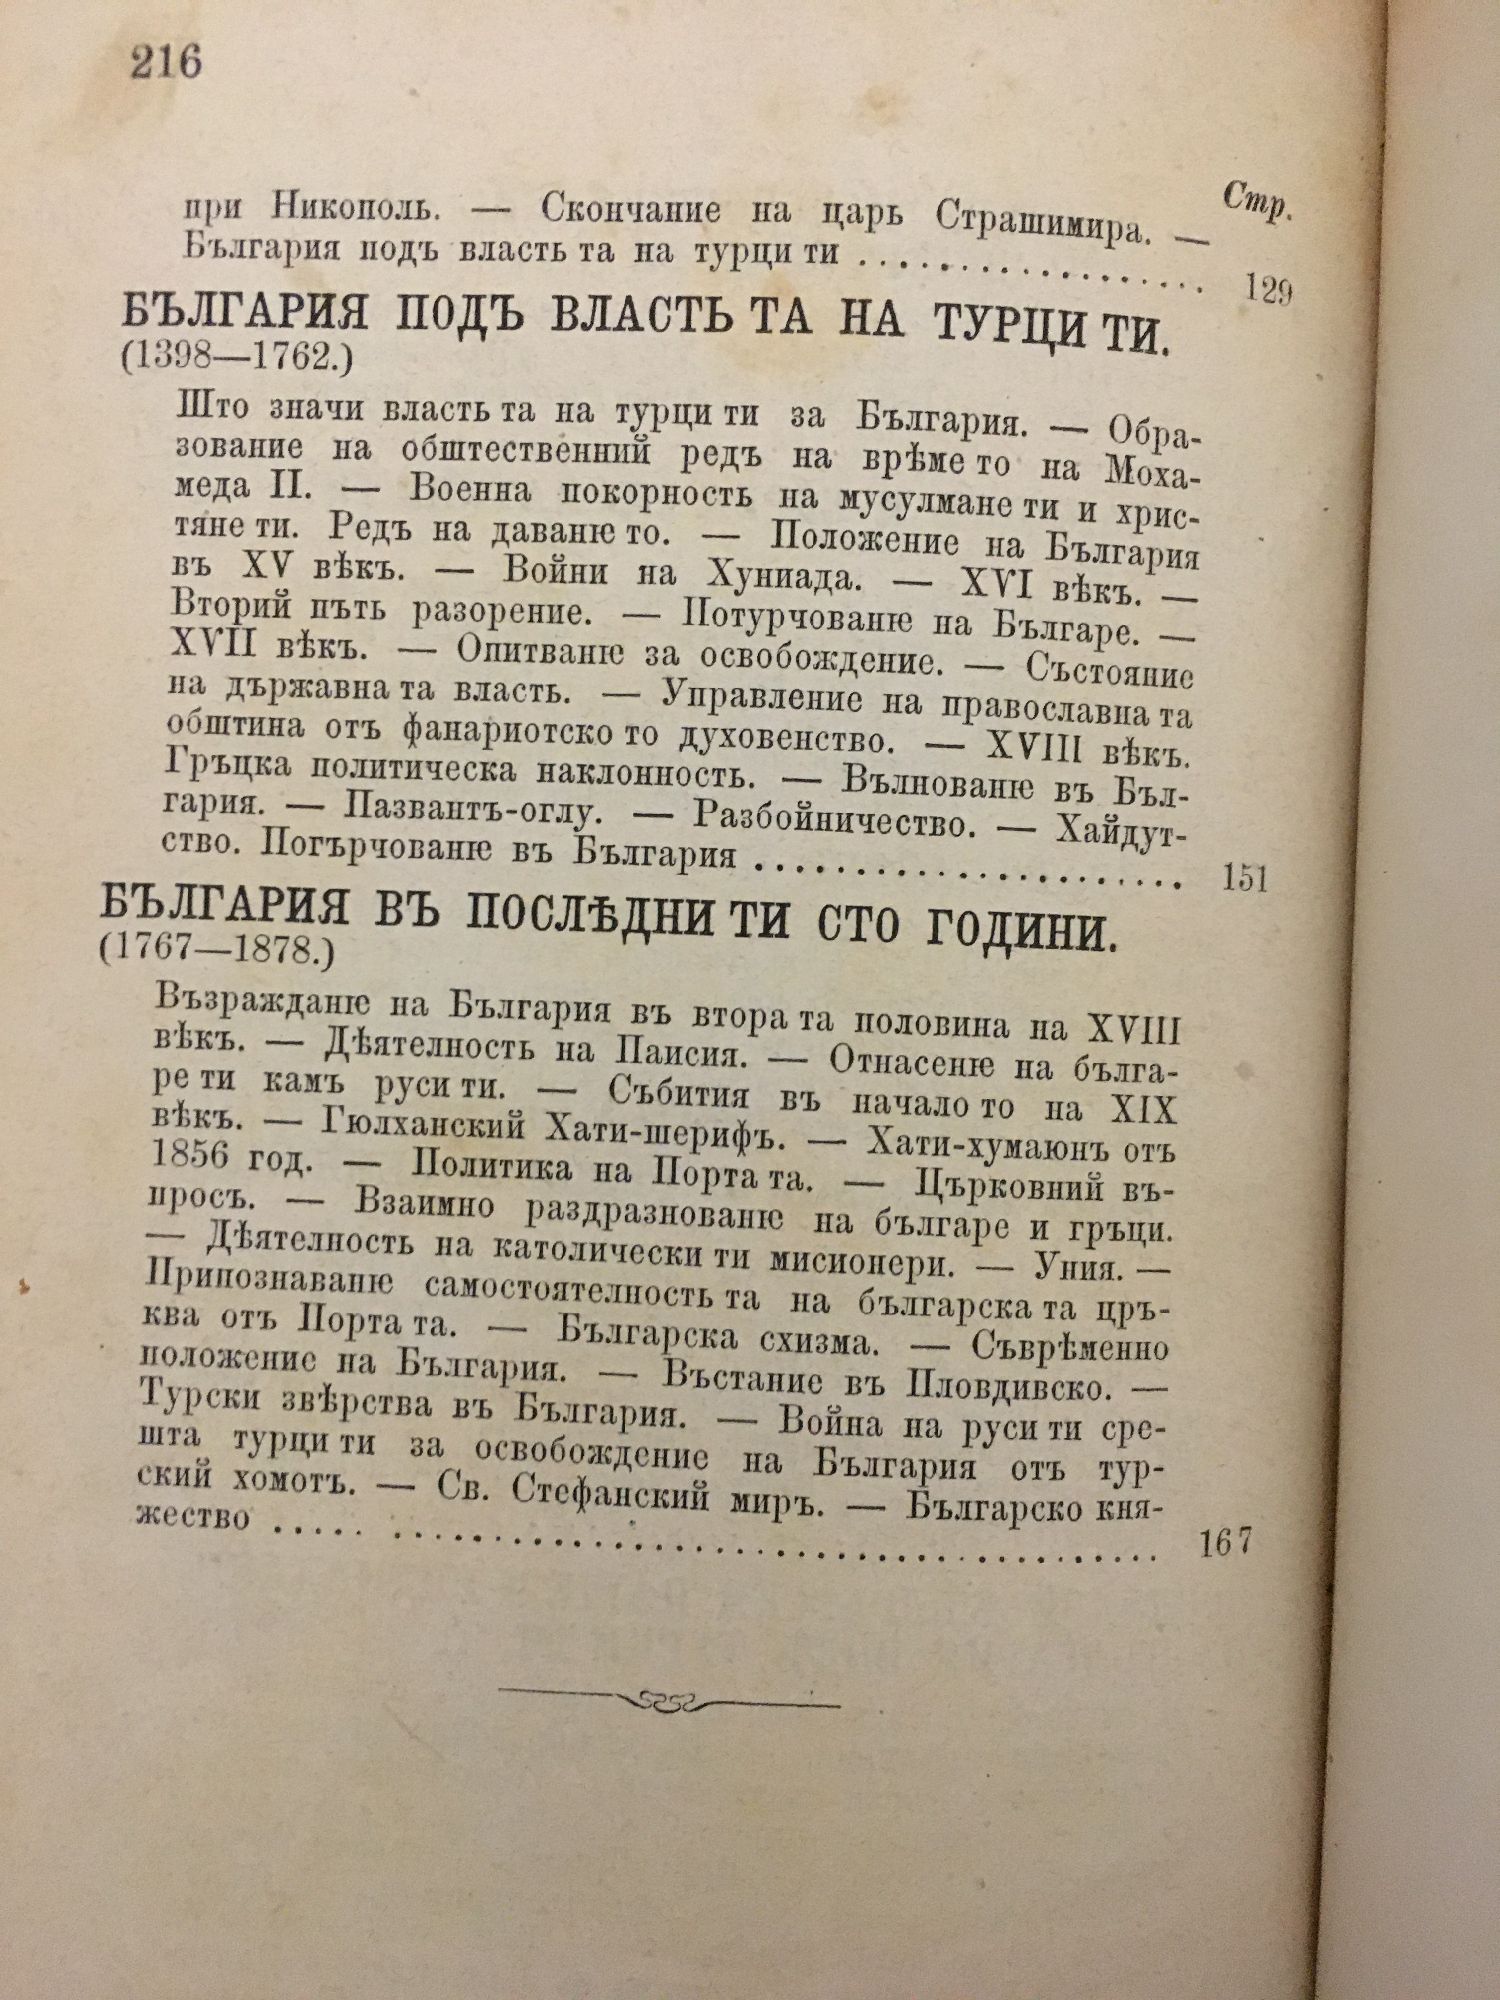 216
Стр.
при Никополь. — Скончание на царь Страшимира. —
България подъ власть та на турци ти . . . . . . . . . . . . . . . . . . 129
БЪЛГАРИЯ ПОДЪ ВЛАСТЬ ТА НА ТУРЦИ ТИ.
(1398—1762.)
Што значи власть та на турци ти за България. — Обра-
зование на обштественний редъ на врѣме то на Моха-
меда II. — Военна покорность на мусулмане ти и хрис-
тяне ти. Редъ на даванѥ то. — Положение на България
въ XV вѣкъ. — Войни на Хуниада. — XVI вѣкъ. —
Вторий пъть разорение. — Потурчованѥ на Българе. —
XVII вѣкъ. — Опитванѥ за освобождение. — Състояние
на държавна та власть. — Управление на православна та
обштина отъ фанариотско то духовенство. — XVIII вѣкъ.
Гръцка политическа наклонность. — Вълнованѥ въ Бъл-
гария. — Пазвантъ-оглу. — Разбойничество. — Хайдут-
ство. Погърчованѥ въ България . . . . . . . . . . . . . . . . . . . . . . 151
БЪЛГАРИЯ ВЪ ПОСЛѢДНИ ТИ СТО ГОДИНИ.
(1767—1878.)
Възражданѥ на България въ втора та половина на XVIII
вѣкъ. — Дѣятелность на Паисия. — Отнасенѥ на бълга-
ре ти камъ руси ти. — Събития въ начало то на XIX
вѣкъ. — Гюлханский Хати-шерифъ. — Хати-хумаюнъ отъ
1856 год. — Политика на Порта та. — Църковний въ-
просъ. — Взаимно раздразнованѥ на българе и гръци.
— Дѣятелность на католически ти мисионери. — Уния. —
Припознаванѥ самостоятелность та на българска та цръ-
ква отъ Порта та. — Българска схизма. — Съврѣменно
положение на България. — Въстание въ Пловдивско. —
Турски звѣрства въ България. — Война на руси ти сре-
шта турци ти за освобождение на България отъ тур-
ский хомотъ. — Св. Стефанский миръ. — Българско кня-
жество . . . . . . . . . . . . . . . . . . . . . . . . . . . . . . . . . . . . . . . . . . . 167